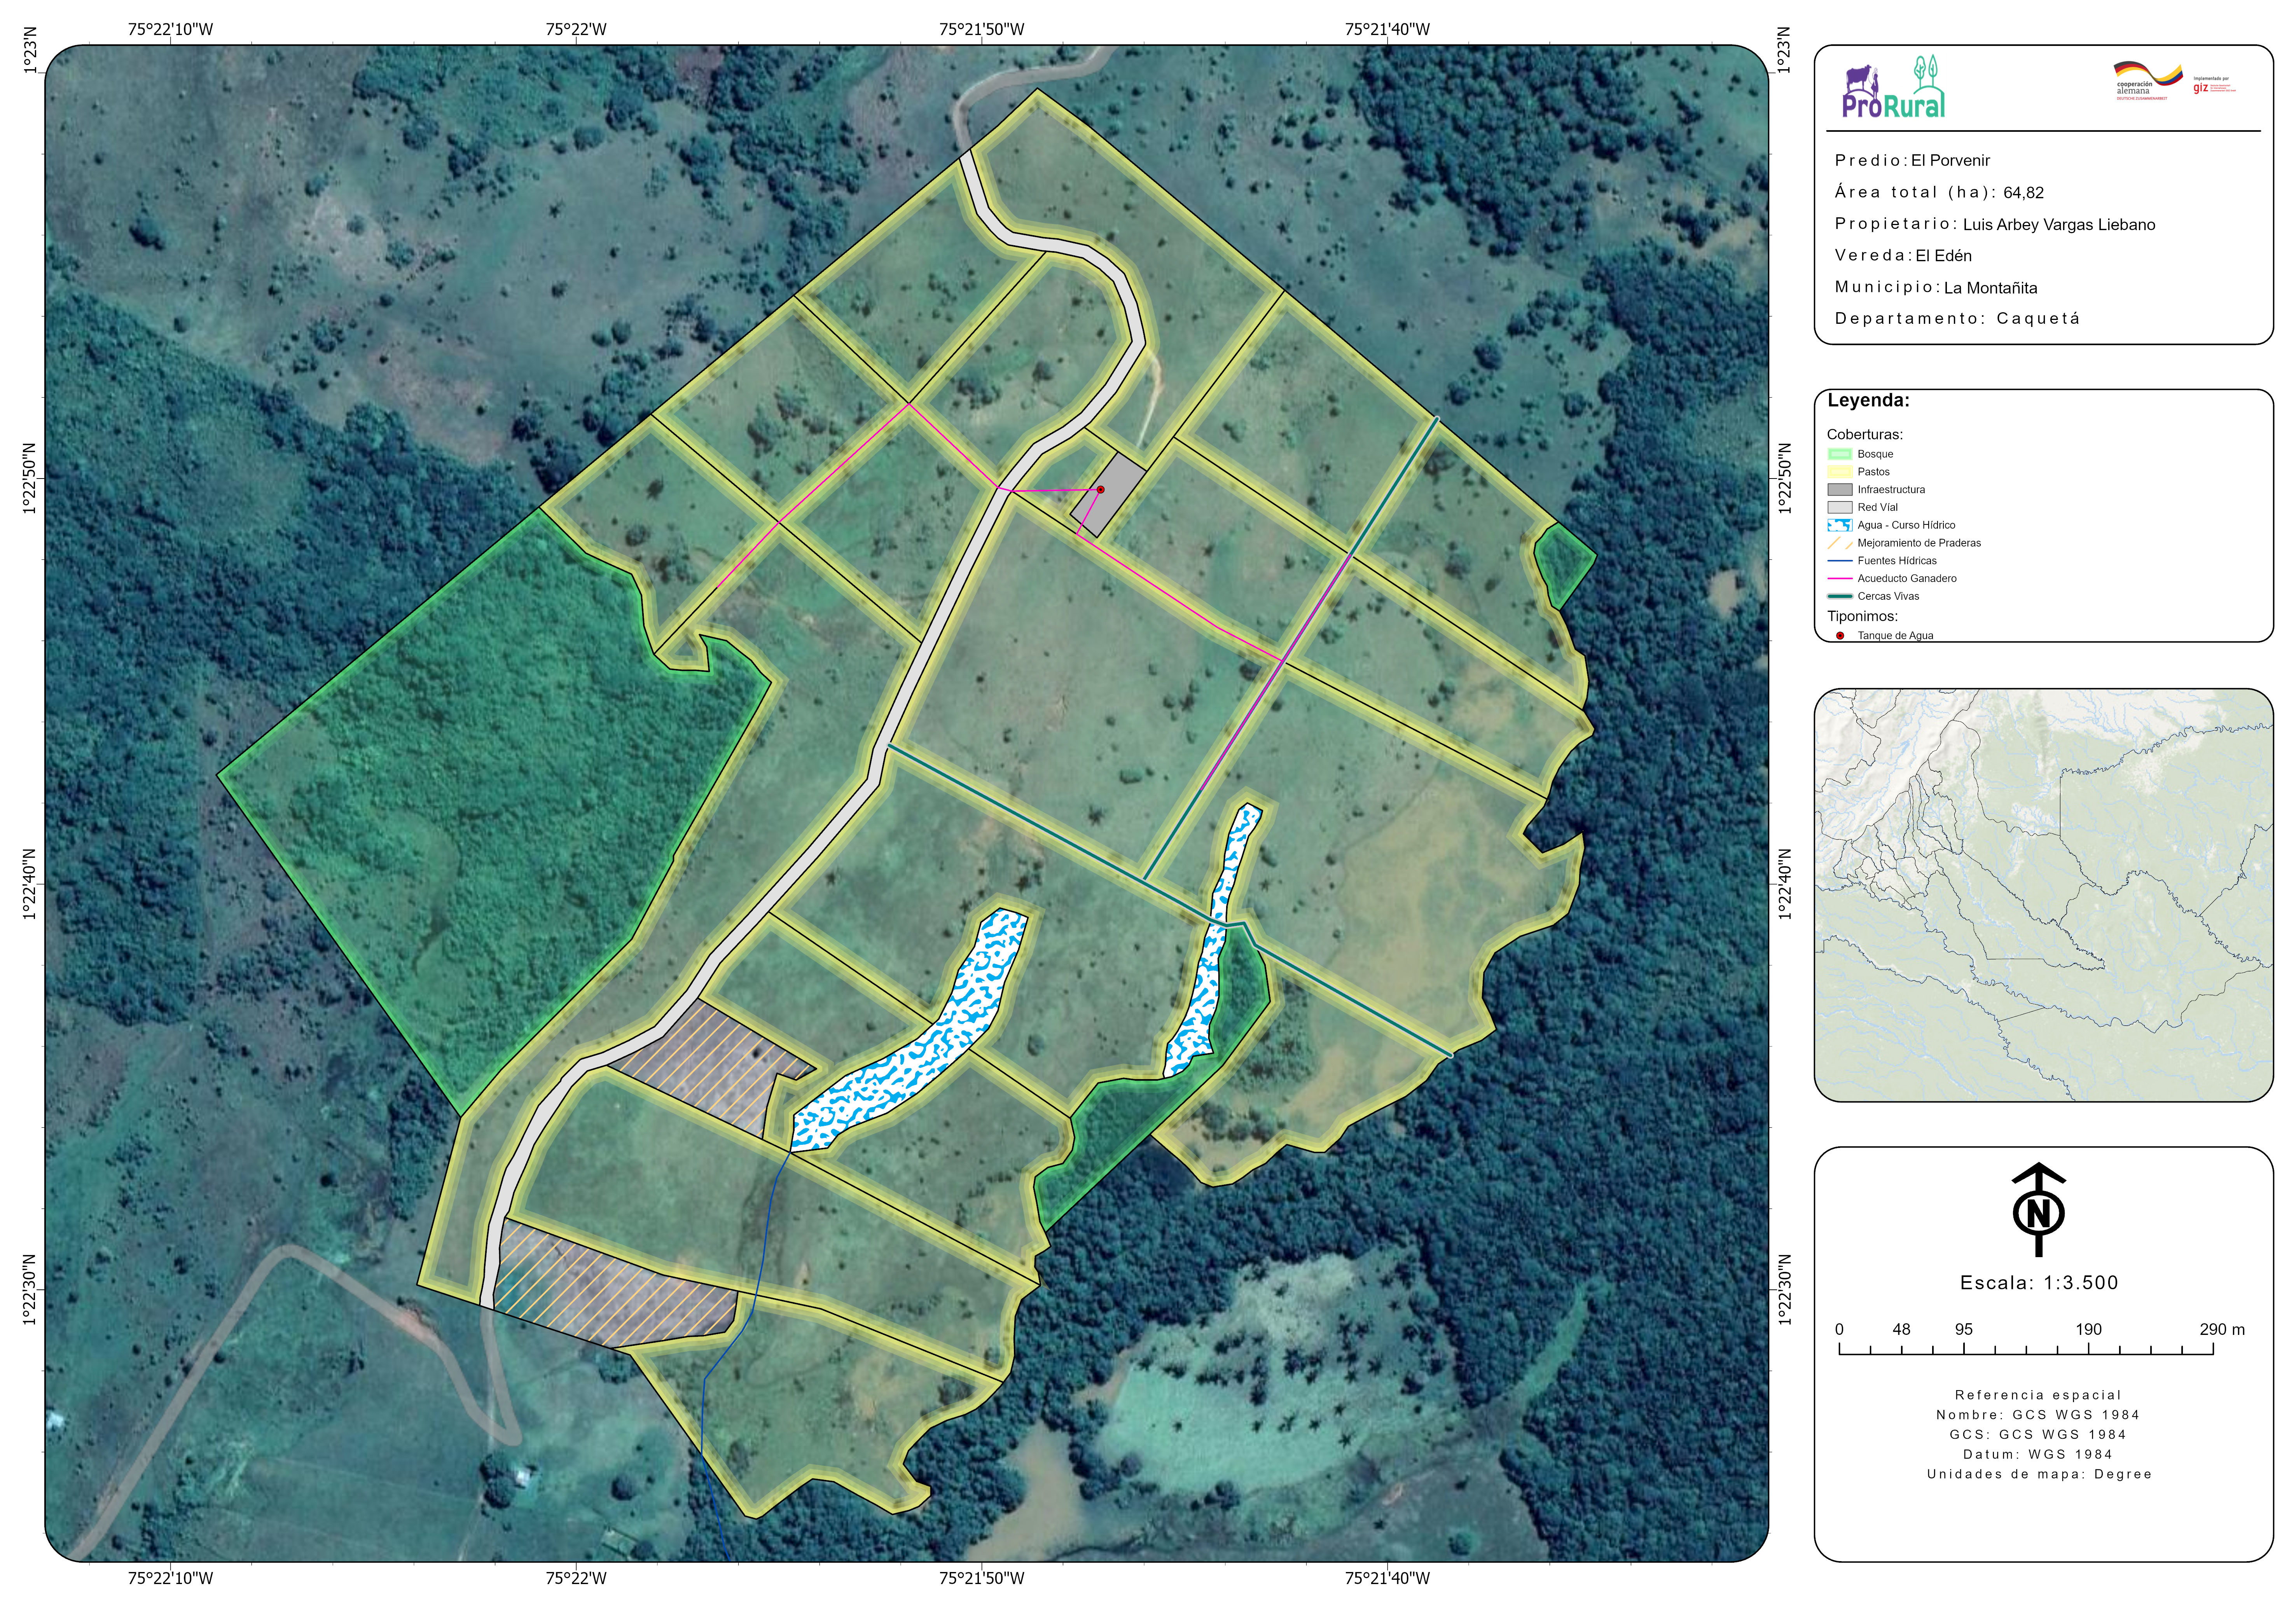 75°22'10"W
75°22'W
75°21'50"W
75°21'40"W
1°23'N
1°22'50"N
1°22'40"N
1°22'30"N
1°23'N
1°22'50"N
1°22'40"N
1°22'30"N
75°22'10"W
75°22'W
75°21'50"W
75°21'40"W
ProRural
cooperación
alemana
DEUTSCHE ZUSAMMENARBEIT
Implementada por
giz
Predio: El Porvenir
Área total (ha): 64,82
Propietario: Luis Arbey Vargas Liebano
Vereda: El Edén
Municipio: La Montañita
Departamento: Caquetá
Leyenda:
Coberturas:
Bosque
Pastos
Infraestructura
Red Víal
Agua - Curso Hídrico
Mejoramiento de Praderas
Fuentes Hídricas
Acueducto Ganadero
Cercas Vivas
Tiponimos:
Tanque de Agua
N
Escala: 1:3.500
0 48 95 190 290 m
Referencia espacial
Nombre: GCS WGS 1984
GCS: GCS WGS 1984
Datum: WGS 1984
Unidades de mapa: Degree